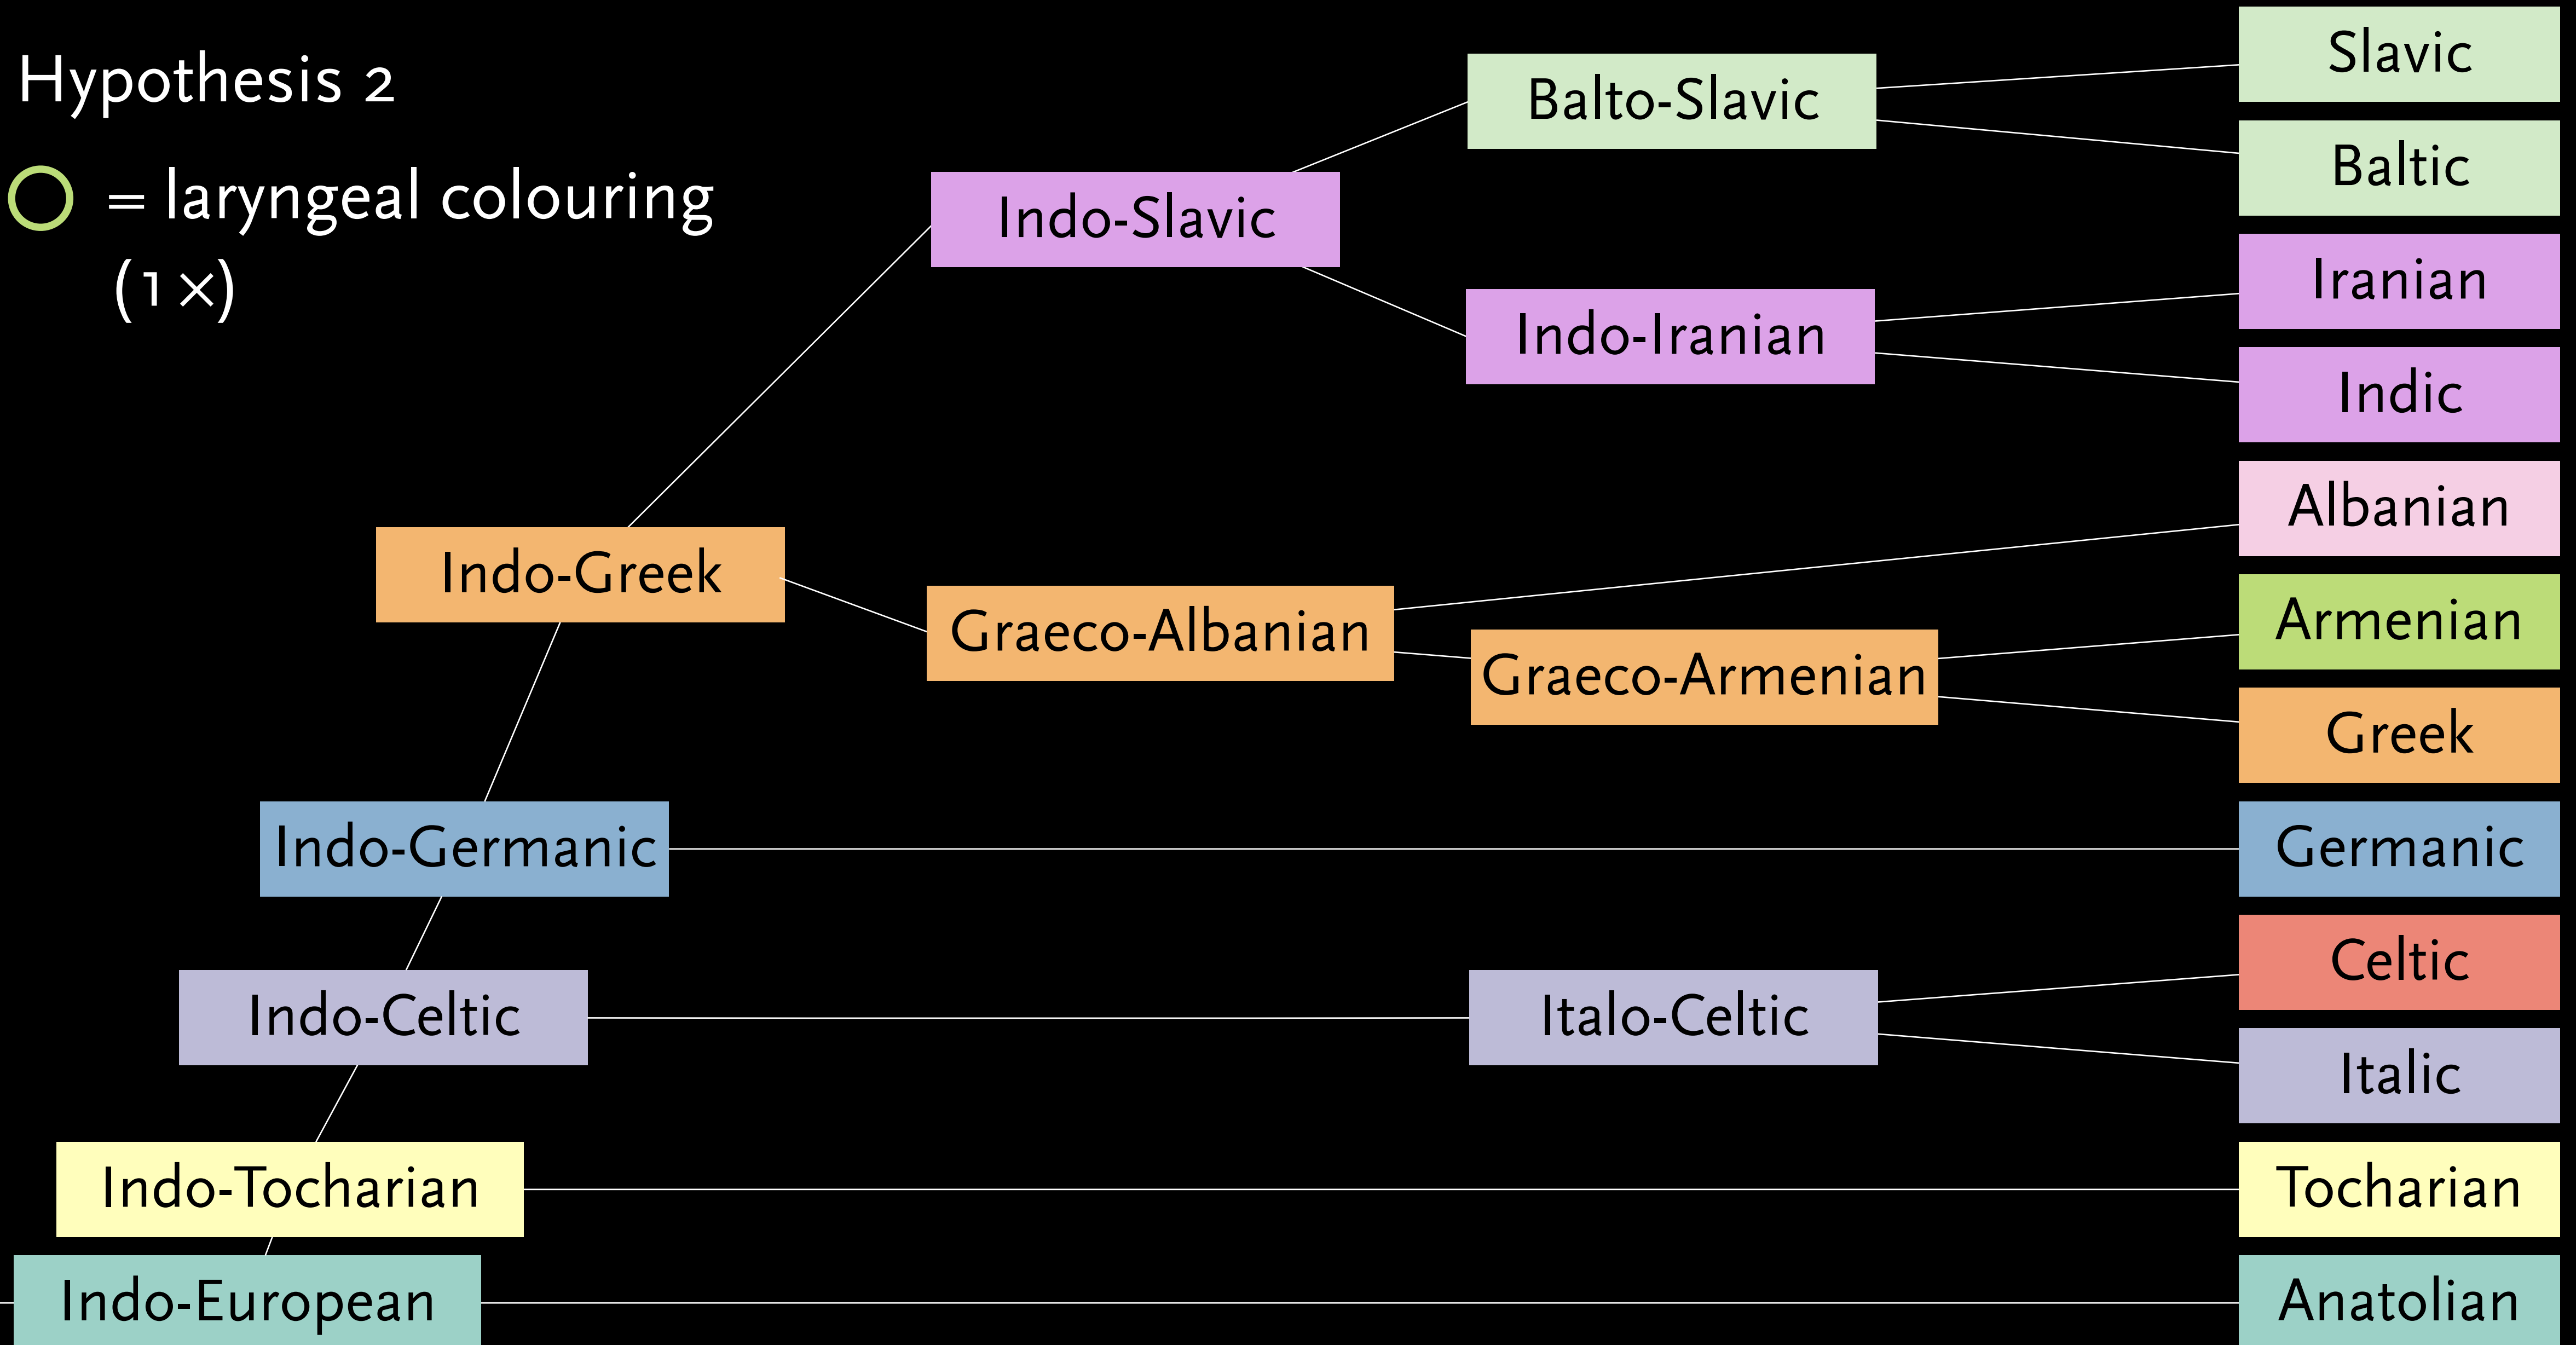 Hypothesis 2
= laryngeal colouring
(1×)
Slavic
Balto-Slavic
Baltic
Indo-Slavic
Iranian
Indo-Iranian
Indic
Albanian
Indo-Greek
Graeco-Albanian
Armenian
Graeco-Armenian
Greek
Indo-Germanic
Germanic
Celtic
Indo-Celtic
Italo-Celtic
Italic
Indo-Tocharian
Tocharian
Indo-European
Anatolian